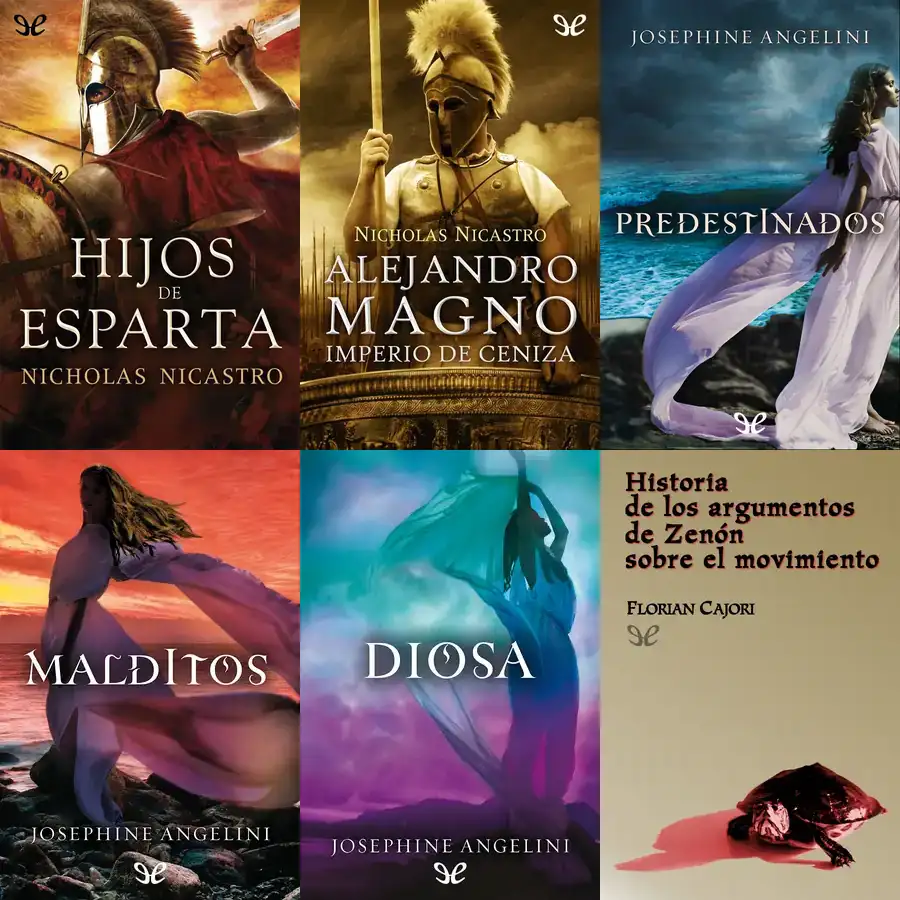 HIJOS
DE
ESPARTA
NICHOLAS NICASTRO
NICHOLAS NICASTRO
ALEJANDRO
MAGNO
IMPERIO DE CENIZA
JOSEPHINE ANGELINI
PREDESTINADOS
MALDITOS
JOSEPHINE ANGELINI
DIOSA
JOSEPHINE ANGELINI
Historia
de los argumentos
de Zenón
sobre el movimiento
FLORIAN CAJORI